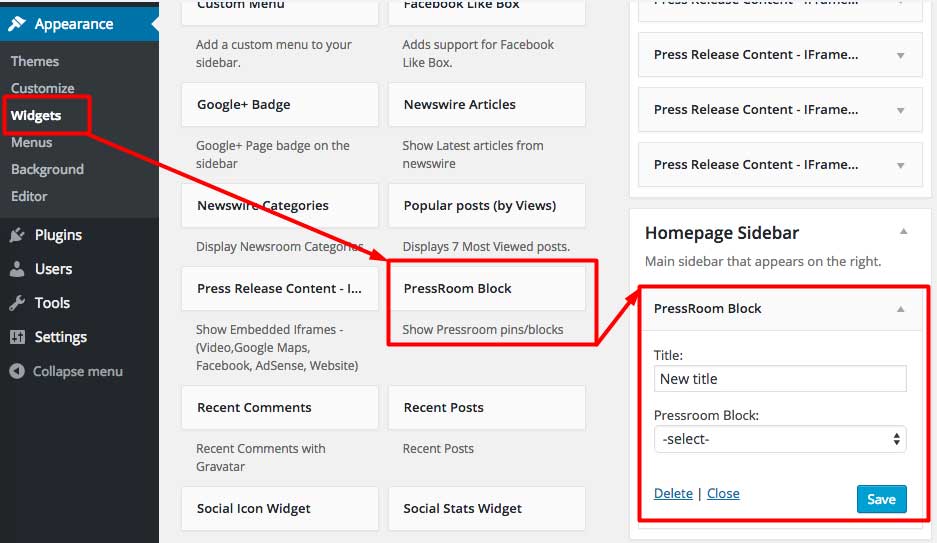 Appearance
Themes
Customize
Widgets
Menus
Background
Editor
Plugins
Users
Tools
Settings
Collapse menu
Custom Menu
Add a custom menu to your
sidebar.
Facebook Like Box
Adds support for Facebook
Like Box.
Google+ Badge
Google+ Page badge on the
sidebar
Newswire Articles
Show Latest articles from
newswire
Newswire Categories
Display Newsroom Categories
Popular posts (by Views)
Displays 7 Most Viewed posts.
Press Release Content - I...
Show Embedded Iframes -
(Video,Google Maps,
Facebook, AdSense, Website)
PressRoom Block
Show Pressroom pins/blocks
Recent Comments
Recent Comments with
Gravatar
Recent Posts
Recent Posts
Social Icon Widget
Social Stats Widget
Press Release Content - IFrame...
Press Release Content - IFrame...
Press Release Content - IFrame...
Press Release Content - IFrame...
Homepage Sidebar
Main sidebar that appears on the right.
PressRoom Block
Title:
New title
Pressroom Block:
-select-
Delete | Close
Save